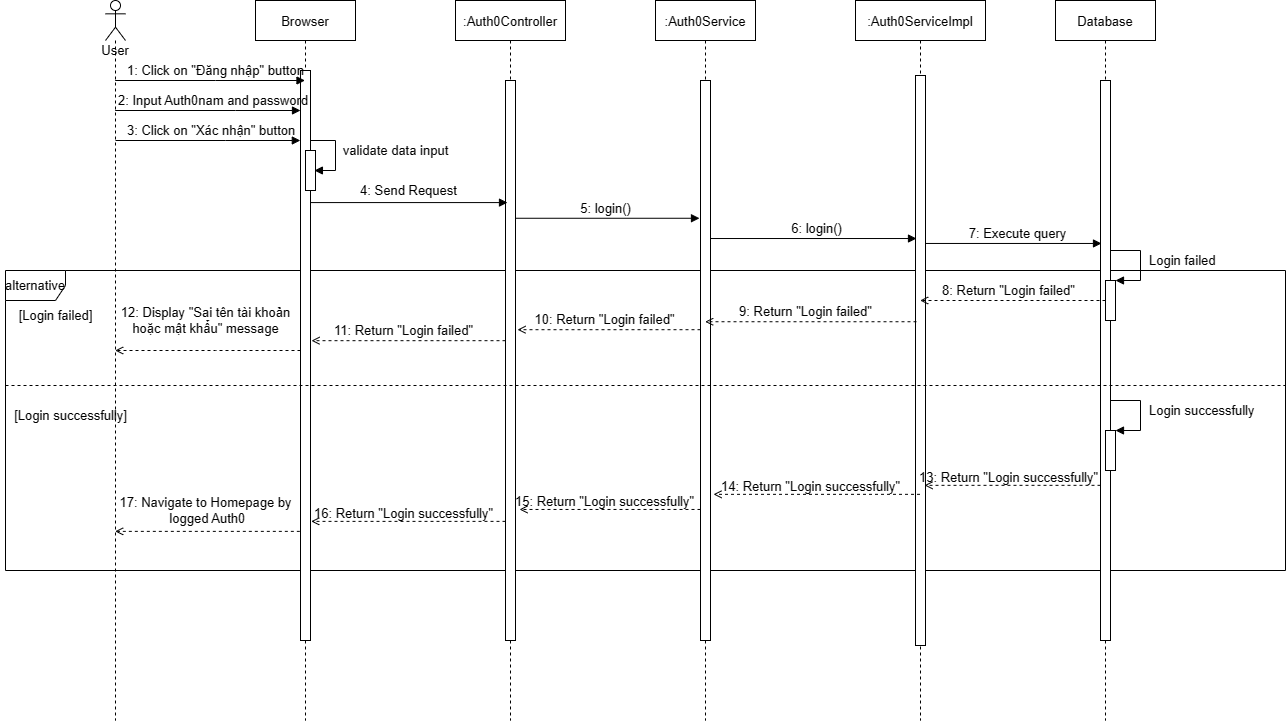 User
Browser
:Auth0Controller
:Auth0Service
:Auth0ServiceImpl
Database
1: Click on "Đăng nhập" button
2: Input Auth0nam and password
3: Click on "Xác nhận" button
validate data input
4: Send Request
5: login()
6: login()
7: Execute query
Login failed
alternative
[Login failed]
8: Return "Login failed"
9: Return "Login failed"
10: Return "Login failed"
11: Return "Login failed"
12: Display "Sai tên tài khoản
hoặc mật khẩu" message
[Login successfully]
Login successfully
13: Return "Login successfully"
14: Return "Login successfully"
15: Return "Login successfully"
16: Return "Login successfully"
17: Navigate to Homepage by
logged Auth0